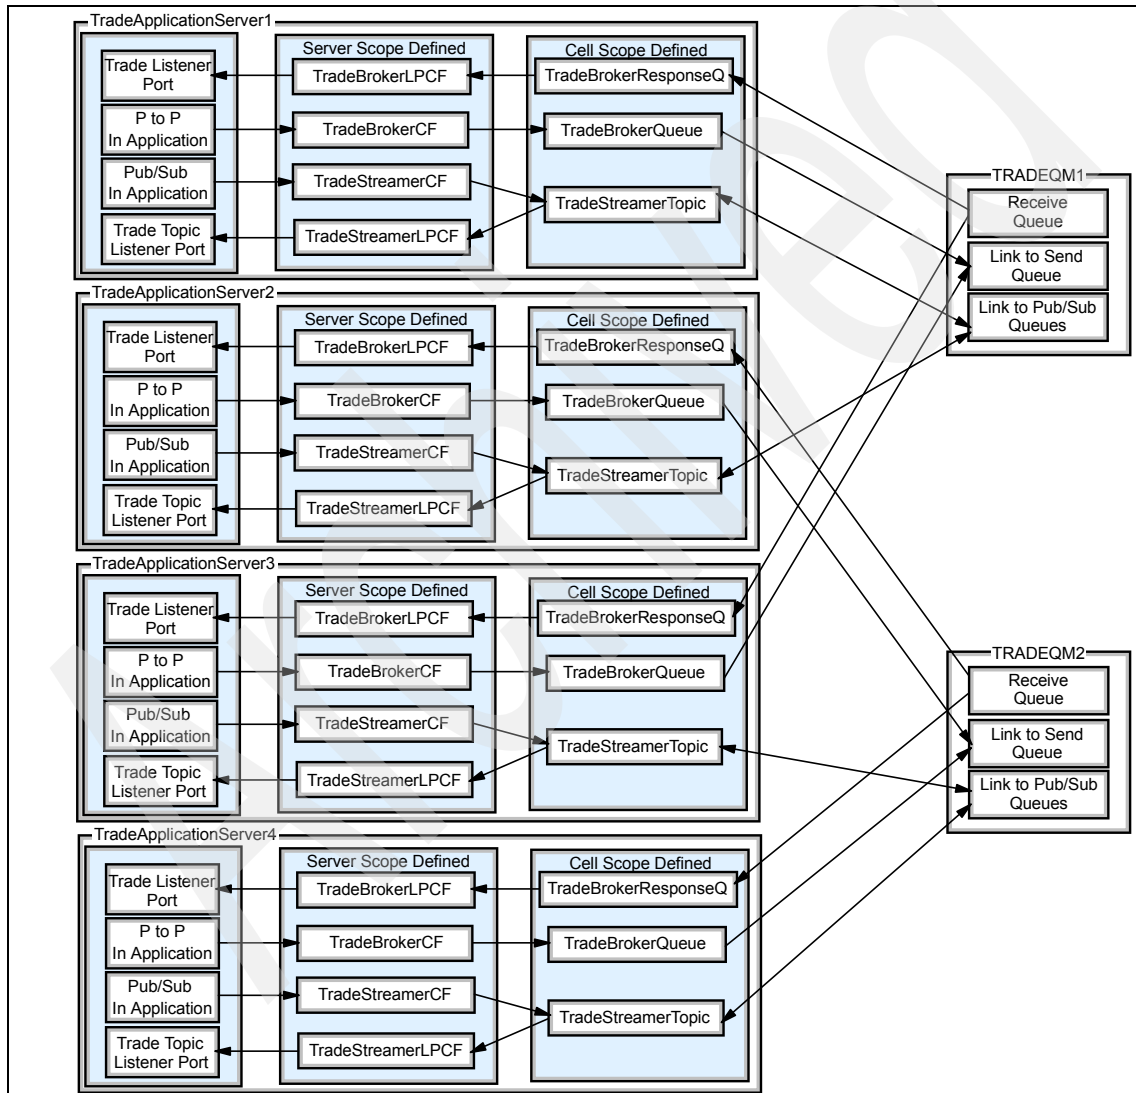 TradeApplicationServer1
Trade Listener
Port
P to P
In Application
Pub/Sub
In Application
Trade Topic
Listener Port
Server Scope Defined
TradeBrokerLPCF
TradeBrokerCF
TradeStreamerCF
TradeStreamerLPCF
Cell Scope Defined
TradeBrokerResponseQ
TradeBrokerQueue
TradeStreamerTopic
TradeApplicationServer2
Trade Listener
Port
P to P
In Application
Pub/Sub
In Application
Trade Topic
Listener Port
Server Scope Defined
TradeBrokerLPCF
TradeBrokerCF
TradeStreamerCF
TradeStreamerLPCF
Cell Scope Defined
TradeBrokerResponseQ
TradeBrokerQueue
TradeStreamerTopic
TradeApplicationServer3
Trade Listener
Port
P to P
In Application
Pub/Sub
In Application
Trade Topic
Listener Port
Server Scope Defined
TradeBrokerLPCF
TradeBrokerCF
TradeStreamerCF
TradeStreamerLPCF
Cell Scope Defined
TradeBrokerResponseQ
TradeBrokerQueue
TradeStreamerTopic
TradeApplicationServer4
Trade Listener
Port
P to P
In Application
Pub/Sub
In Application
Trade Topic
Listener Port
Server Scope Defined
TradeBrokerLPCF
TradeBrokerCF
TradeStreamerCF
TradeStreamerLPCF
Cell Scope Defined
TradeBrokerResponseQ
TradeBrokerQueue
TradeStreamerTopic
TRADEQM1
Receive
Queue
Link to Send
Queue
Link to Pub/Sub
Queues
TRADEQM2
Receive
Queue
Link to Send
Queue
Link to Pub/Sub
Queues
Archived